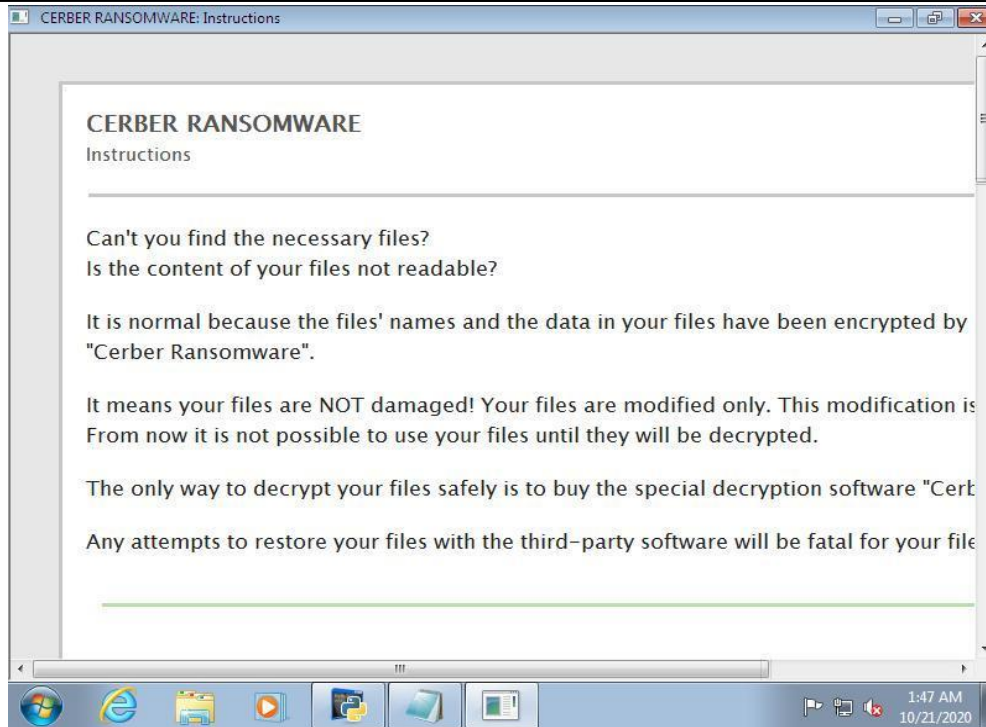 CERBER RANSOMWARE: Instructions
CERBER RANSOMWARE
Instructions
Can't you find the necessary files?
Is the content of your files not readable?
It is normal because the files' names and the data in your files have been encrypted by
"Cerber Ransomware".
It means your files are NOT damaged! Your files are modified only. This modification is
From now it is not possible to use your files until they will be decrypted.
The only way to decrypt your files safely is to buy the special decryption software "Cerb
Any attempts to restore your files with the third-party software will be fatal for your file
1:47 AM
10/21/2020